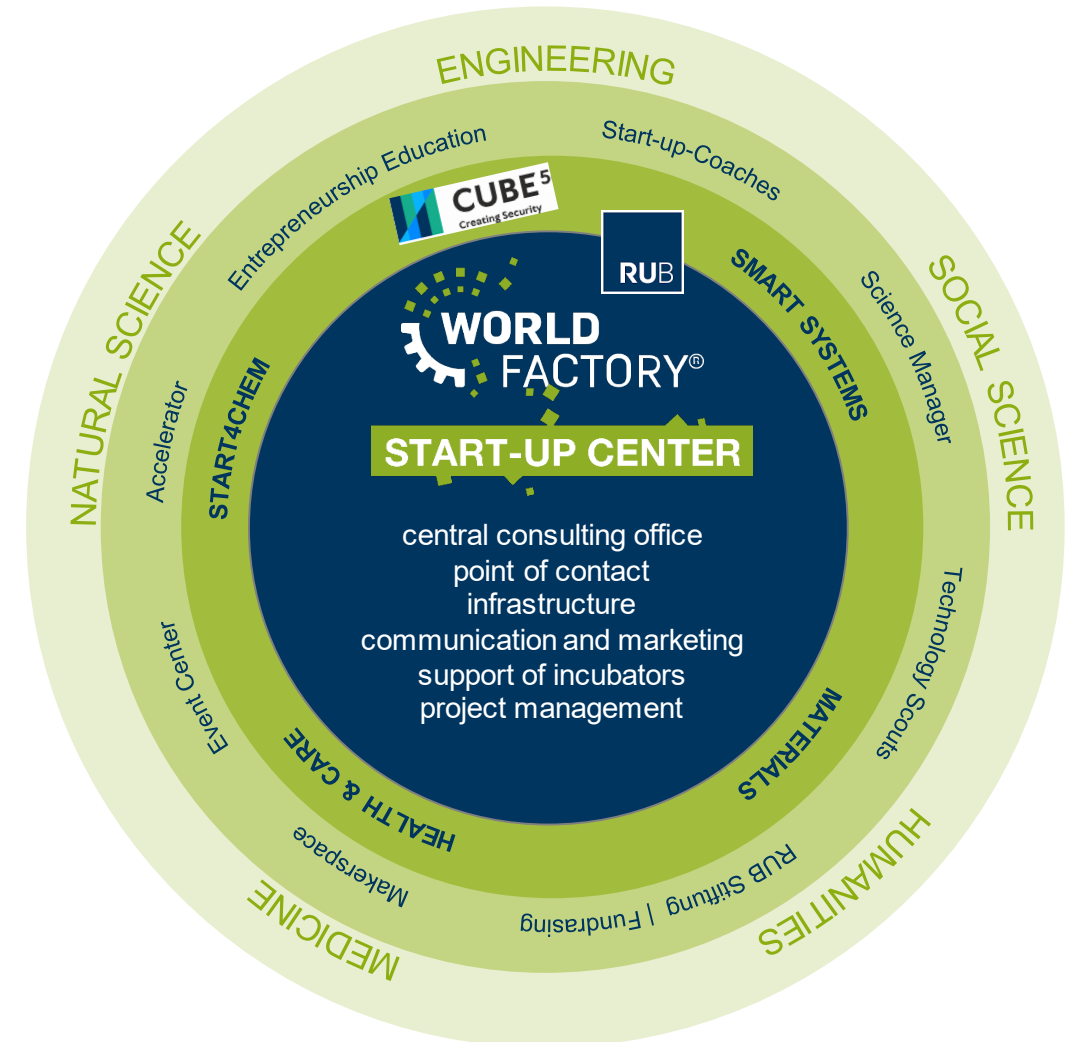 ENGINEERING
SOCIAL SCIENCE
HUMANITIES
MEDICINE
NATURAL SCIENCE
Entrepreneurship Education
Start-up-Coaches
Science Manager
Technology Scouts
RUB Stiftung | Fundrasing
Makerspace
Event Center
Accelerator
CUBE⁵
Creating Security
SMART SYSTEMS
MATERIALS
HEALTH & CARE
START4CHEM
RUB
WORLD
FACTORY®
START-UP CENTER
central consulting office
point of contact
infrastructure
communication and marketing
support of incubators
project management